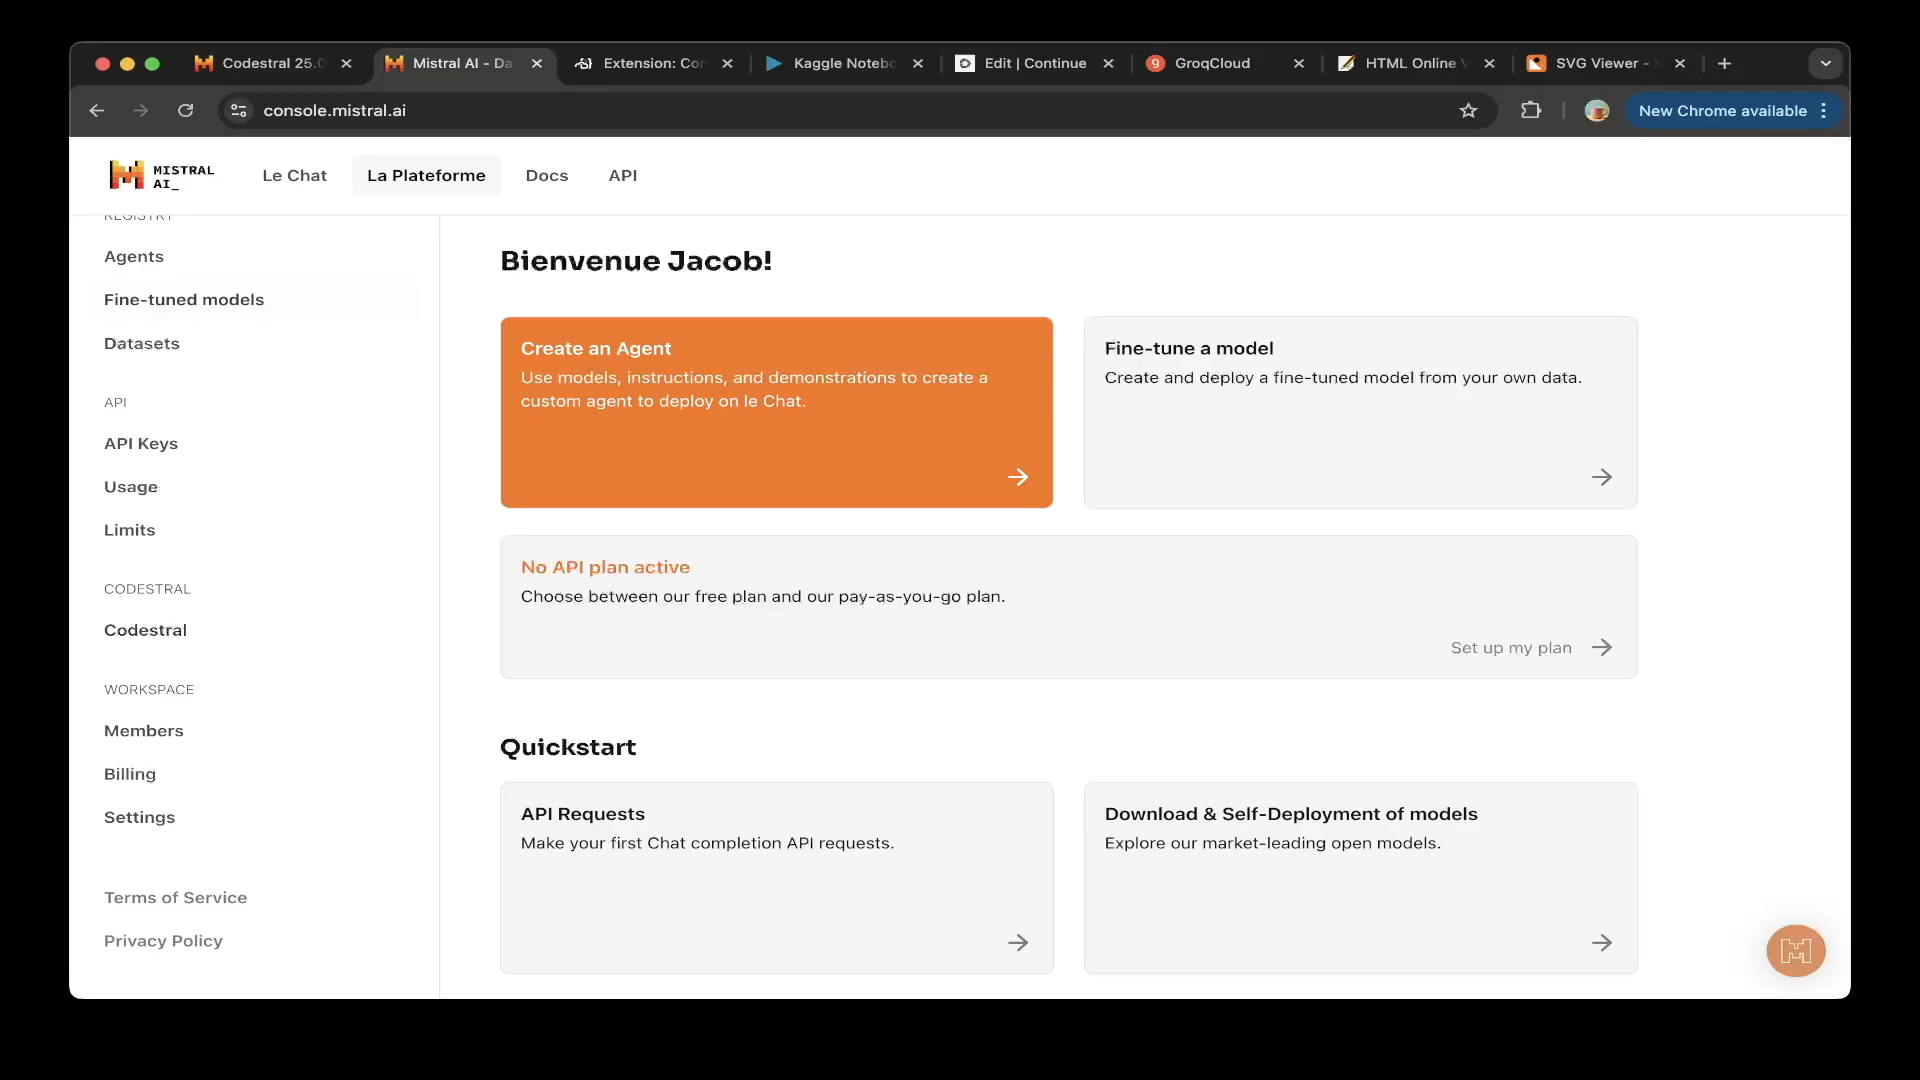 Codestral 25.0
Mistral AI - Da
Extension: Con
Kaggle Notebo
Edit | Continue
GroqCloud
HTML Online V
SVG Viewer -
console.mistral.ai
New Chrome available
MISTRAL
AI_
Le Chat
La Plateforme
Docs
API
REGISTRY
Agents
Fine-tuned models
Datasets
API
API Keys
Usage
Limits
CODESTRAL
Codestral
WORKSPACE
Members
Billing
Settings
Terms of Service
Privacy Policy
Bienvenue Jacob!
Create an Agent
Use models, instructions, and demonstrations to create a
custom agent to deploy on le Chat.
Fine-tune a model
Create and deploy a fine-tuned model from your own data.
No API plan active
Choose between our free plan and our pay-as-you-go plan.
Set up my plan
Quickstart
API Requests
Make your first Chat completion API requests.
Download & Self-Deployment of models
Explore our market-leading open models.